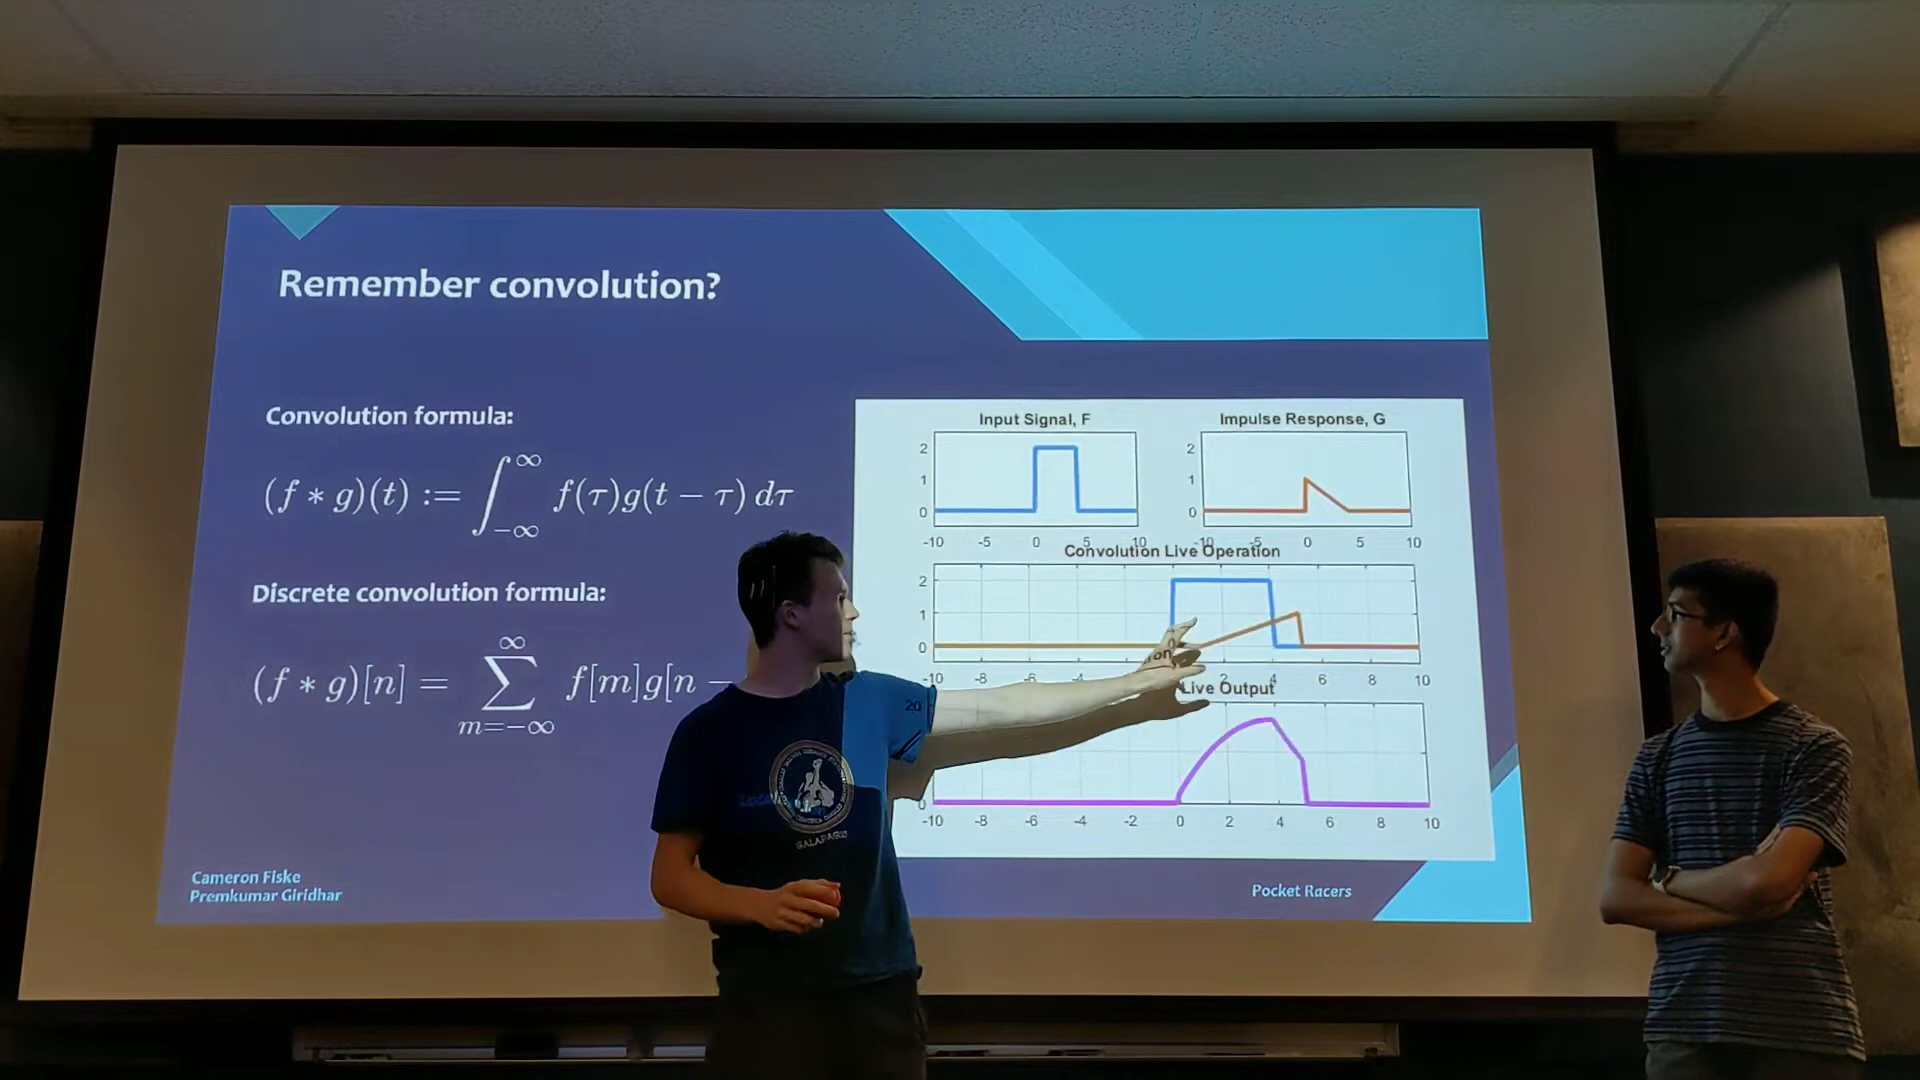 Remember convolution?
Convolution formula:
(f ∗ g)(t) := ∫_{−∞}^{∞} f(τ)g(t − τ) dτ
Discrete convolution formula:
(f ∗ g)[n] = ∑_{m=−∞}^{∞} f[m]g[n −
Input Signal, F
2
1
0
-10 -5 0 5 10
Impulse Response, G
2
1
0
-10 -5 0 5 10
Convolution Live Operation
2
1
0
-10 -8 -6 -4 2 4 6 8 10
Live Output
20
0
-10 -8 -6 -4 -2 0 2 4 6 8 10
GALAPAGOS
Cameron Fiske
Premkumar Giridhar
Pocket Racers